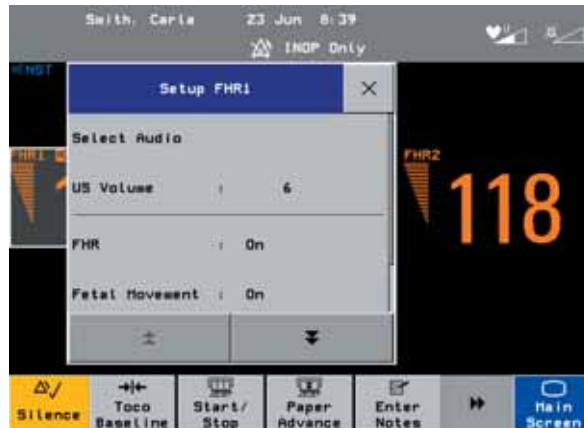 Smith, Carla 23 Jun 8:39
INOP Only
Setup FHR1
Select Audio
US Volume : 6
FHR : On
Fetal Movement : On
FHR1
FHR2
118
Silence
Toco Baseline
Start/ Stop
Paper Advance
Enter Notes
Main Screen